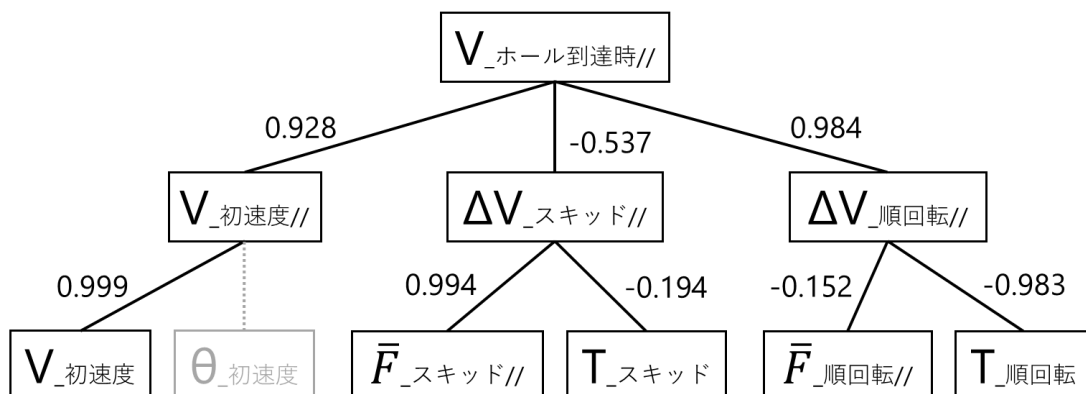 V_ホール到達時//
0.928
-0.537
0.984
V_初速度//
ΔV_スキッド//
ΔV_順回転//
0.999
0.994
-0.194
-0.152
-0.983
V_初速度
θ_初速度
F̄_スキッド//
T_スキッド
F̄_順回転//
T_順回転